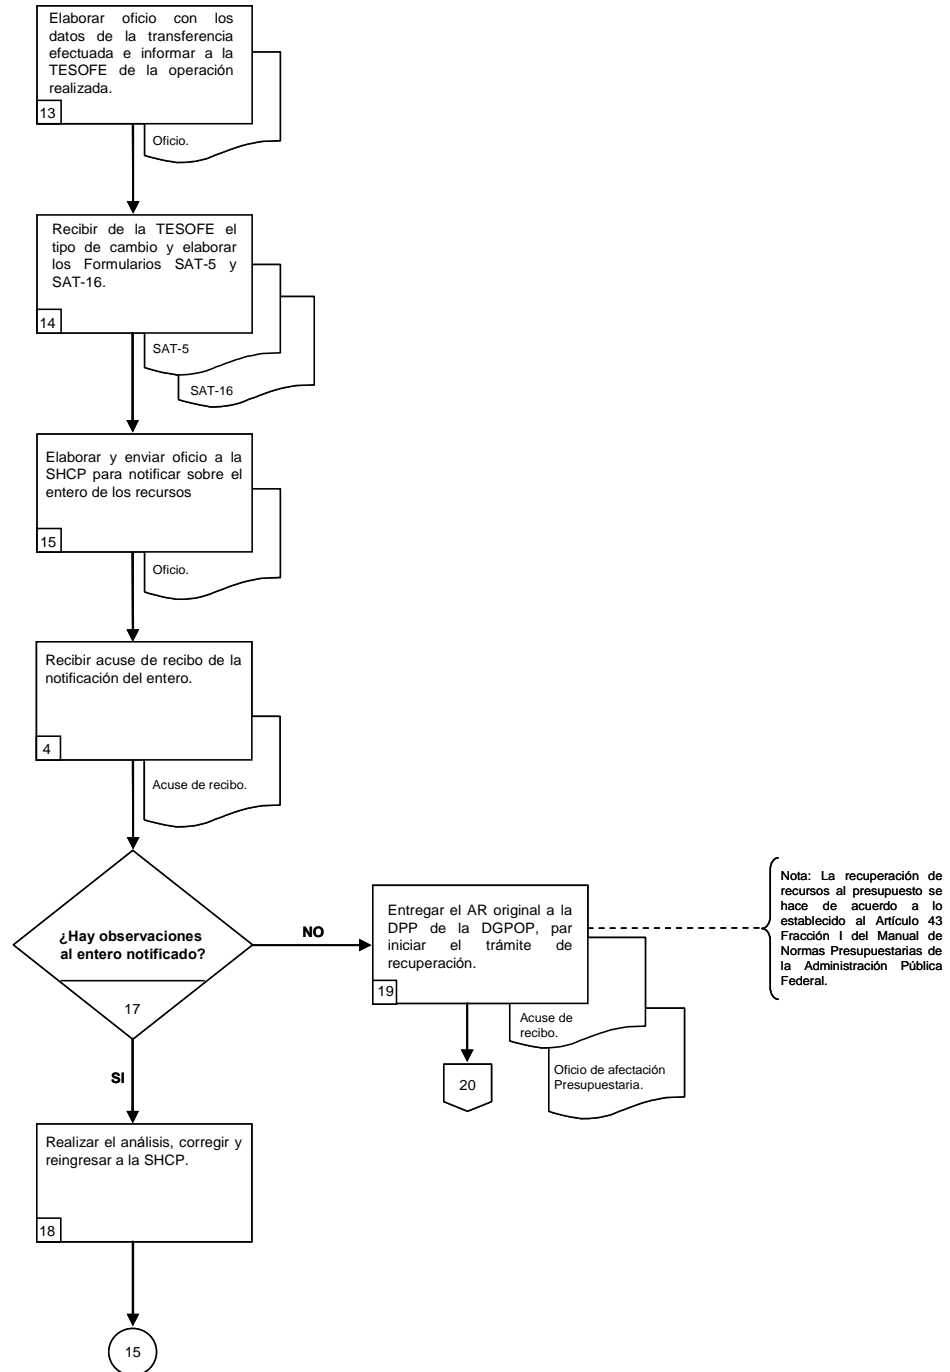 Elaborar oficio con los
datos de la transferencia
efectuada e informar a la
TESOFE de la operación
realizada.
13
Oficio.
Recibir de la TESOFE el
tipo de cambio y elaborar
los Formularios SAT-5 y
SAT-16.
14
SAT-5
SAT-16
Elaborar y enviar oficio a la
SHCP para notificar sobre el
entero de los recursos
15
Oficio.
Recibir acuse de recibo de la
notificación del entero.
4
Acuse de recibo.
¿Hay observaciones
al entero notificado?
17
NO
Entregar el AR original a la
DPP de la DGPOP, par
iniciar el trámite de
recuperación.
19
Acuse de
recibo.
Oficio de afectación
Presupuestaria.
20
Nota: La recuperación de
recursos al presupuesto se
hace de acuerdo a lo
establecido al Artículo 43
Fracción I del Manual de
Normas Presupuestarias de
la Administración Pública
Federal.
SI
Realizar el análisis, corregir y
reingresar a la SHCP.
18
15